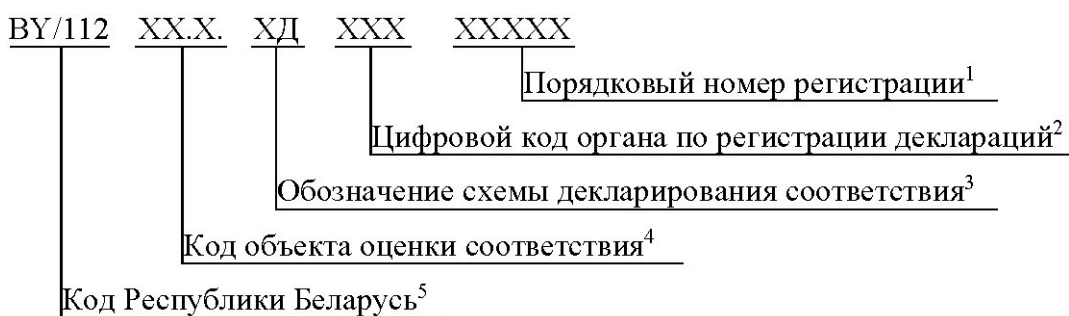 BY/112 XX.X. XД XXX XXXXX
Порядковый номер регистрации¹
Цифровой код органа по регистрации деклараций²
Обозначение схемы декларирования соответствия³
Код объекта оценки соответствия⁴
Код Республики Беларусь⁵